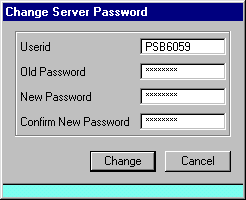 Change Server Password
Userid PSB6059
Old Password ********
New Password ********
Confirm New Password ********
Change Cancel